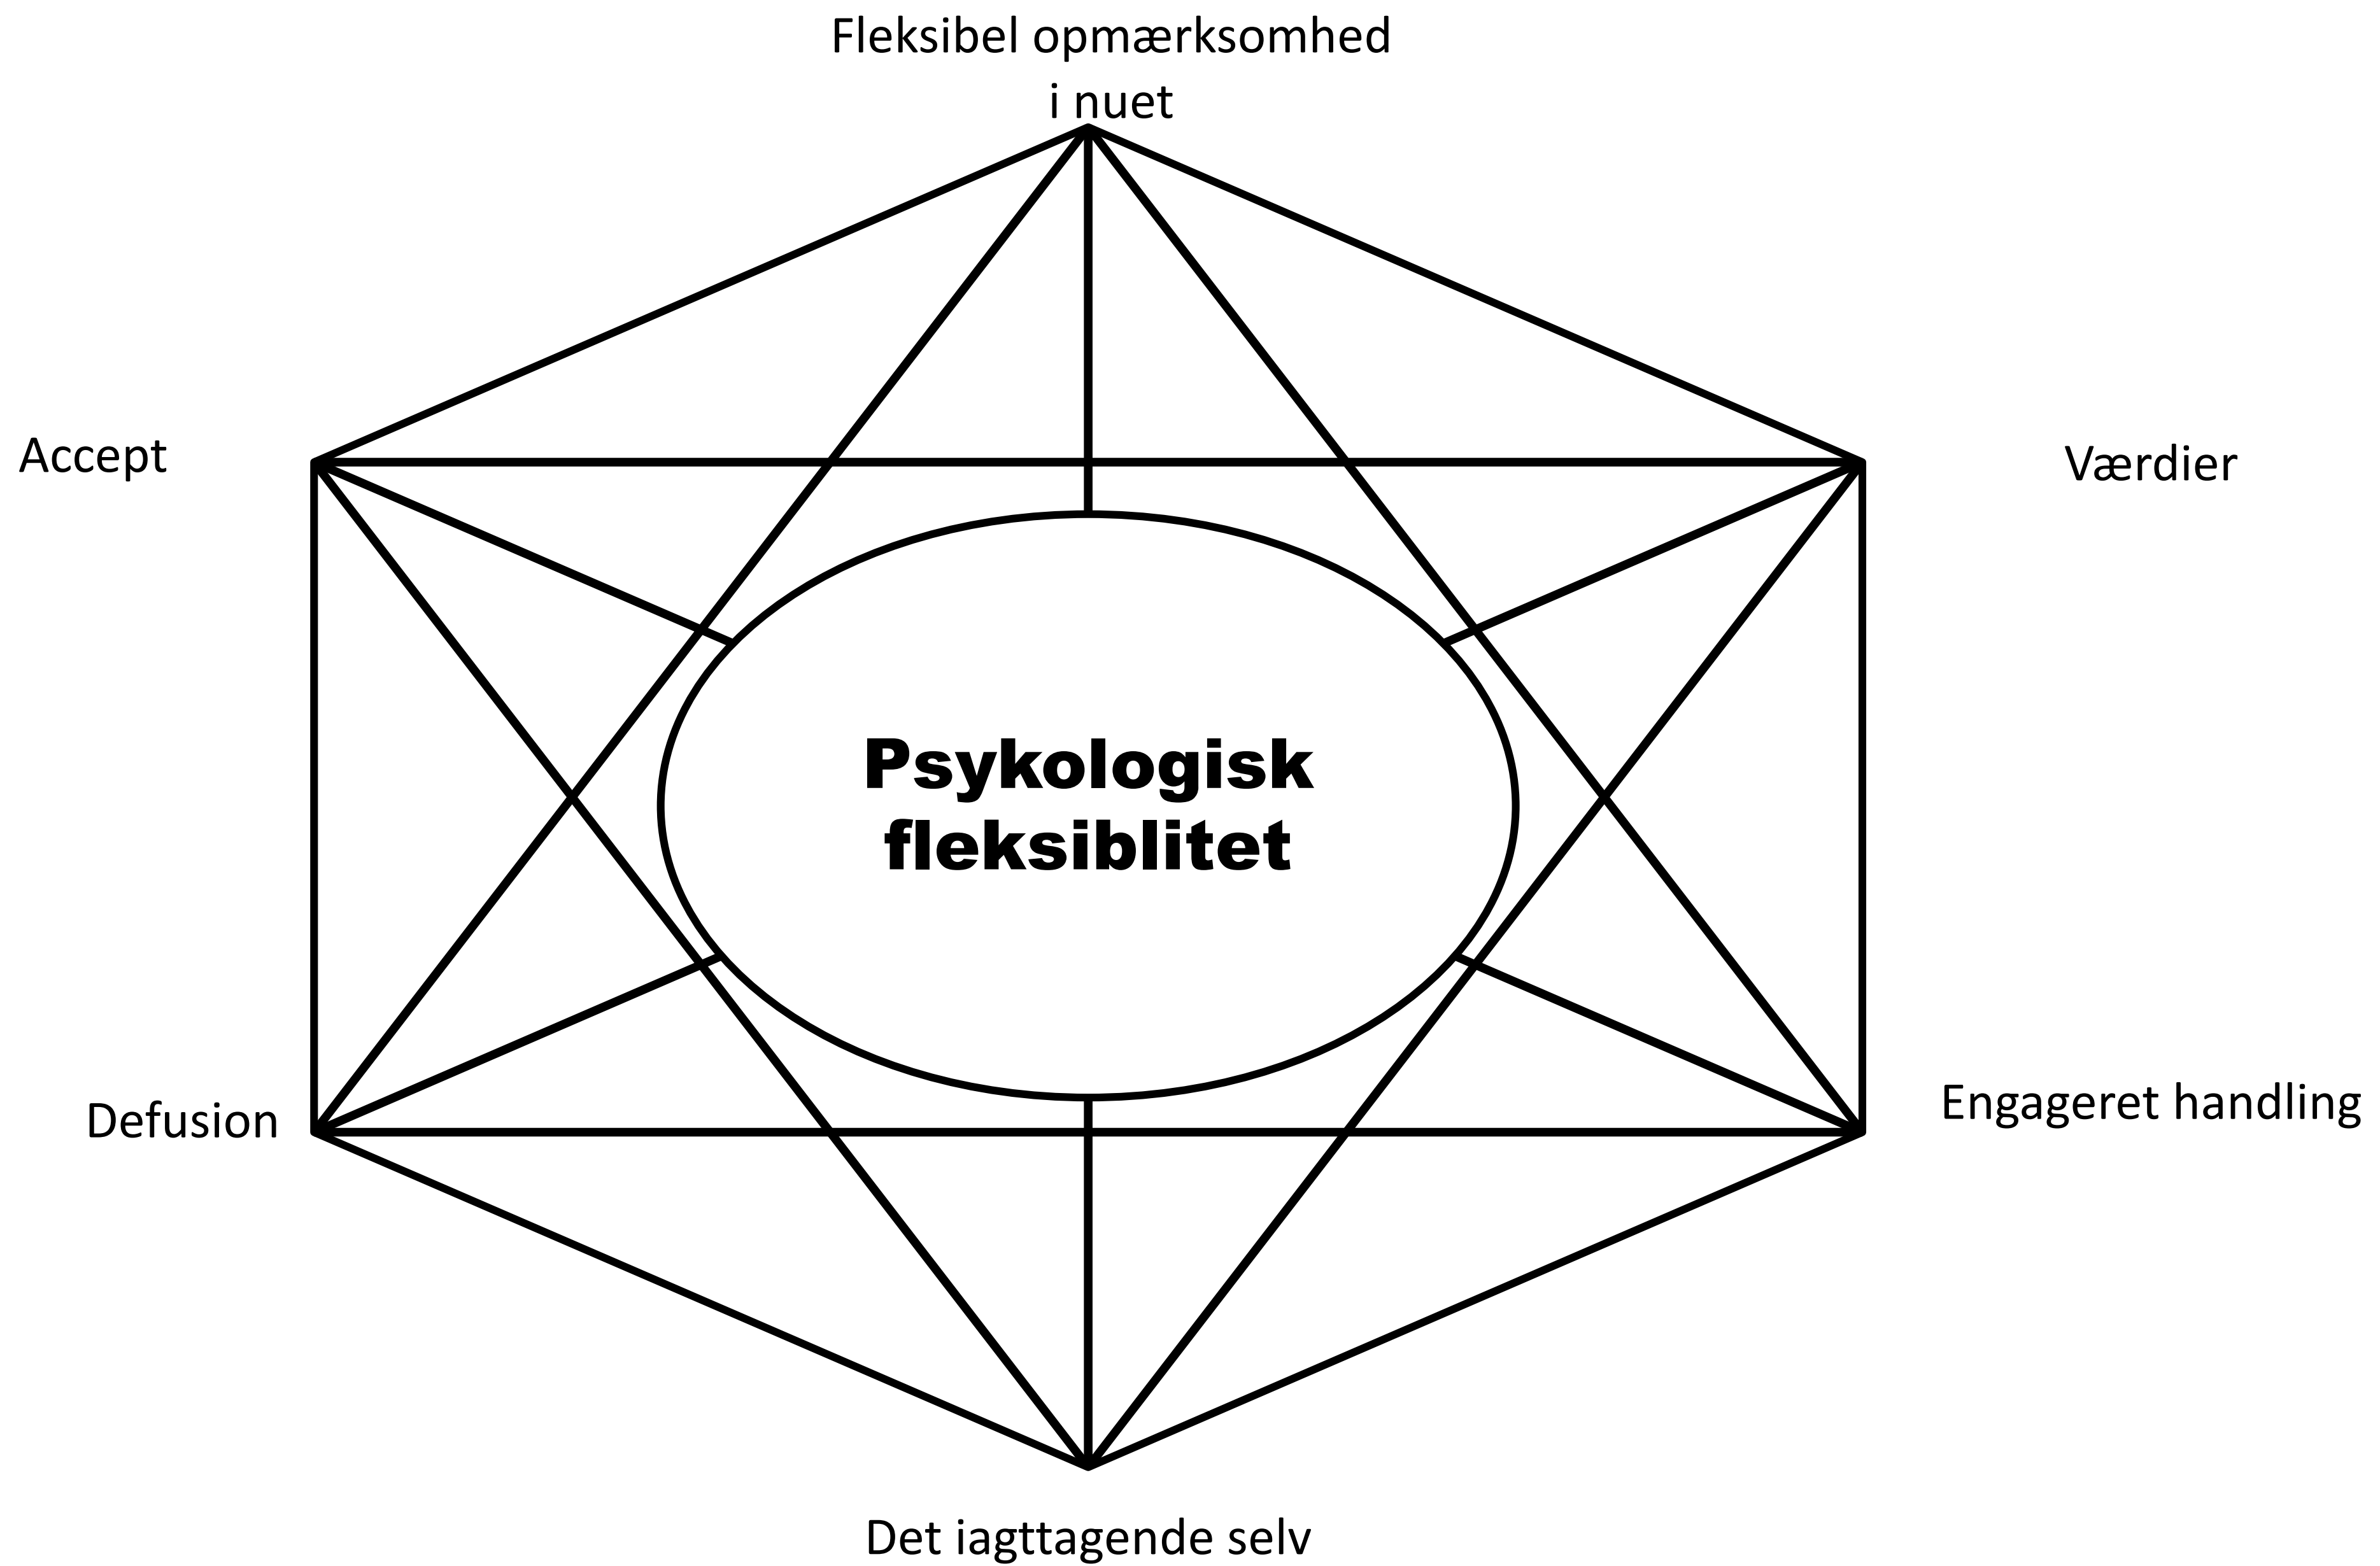 Fleksibel opmærksomhed
i nuet
Accept
Værdier
Psykologisk
fleksiblitet
Defusion
Engageret handling
Det iagttagende selv